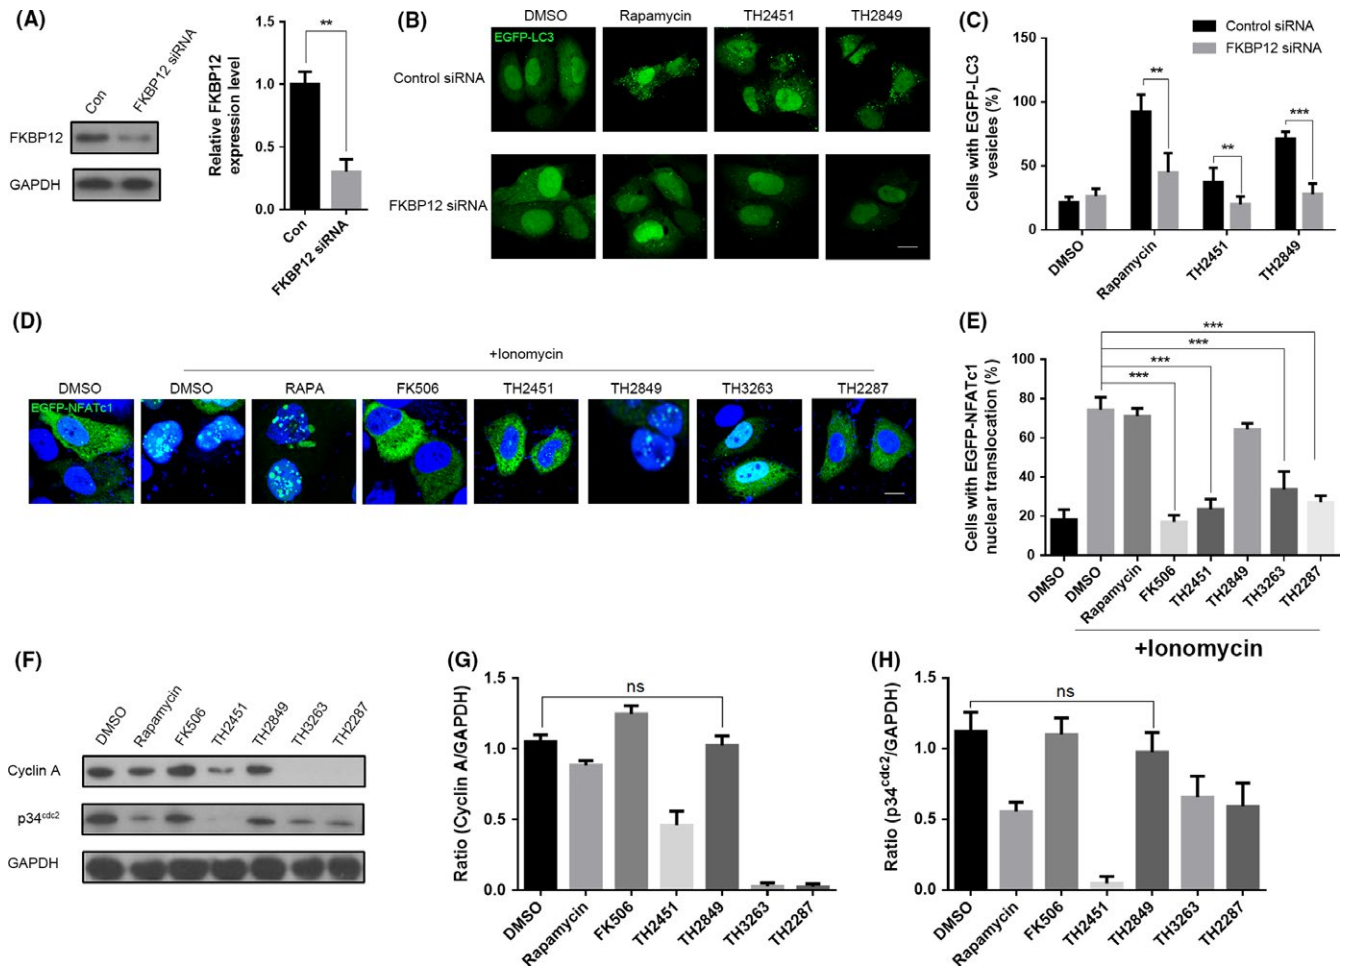 (A)
Con
FKBP12 siRNA
FKBP12
GAPDH
Relative FKBP12
expression level
1.5
1.0
0.5
0.0
**
Con
FKBP12 siRNA
(B)
DMSO
Rapamycin
TH2451
TH2849
EGFP-LC3
Control siRNA
FKBP12 siRNA
(C)
Control siRNA
FKBP12 siRNA
Cells with EGFP-LC3
vesicles (%)
150
100
50
0
**
**
***
DMSO
Rapamycin
TH2451
TH2849
(D)
+Ionomycin
DMSO
DMSO
RAPA
FK506
TH2451
TH2849
TH3263
TH2287
EGFP-NFATc1
(E)
Cells with EGFP-NFATc1
nuclear translocation (%)
100
80
60
40
20
0
***
***
***
***
DMSO
DMSO
Rapamycin
FK506
TH2451
TH2849
TH3263
TH2287
+Ionomycin
(F)
DMSO
Rapamycin
FK506
TH2451
TH2849
TH3263
TH2287
Cyclin A
p34cdc2
GAPDH
(G)
Ratio (Cyclin A/GAPDH)
1.5
1.0
0.5
0.0
ns
DMSO
Rapamycin
FK506
TH2451
TH2849
TH3263
TH2287
(H)
Ratio (p34cdc2/GAPDH)
1.5
1.0
0.5
0.0
ns
DMSO
Rapamycin
FK506
TH2451
TH2849
TH3263
TH2287